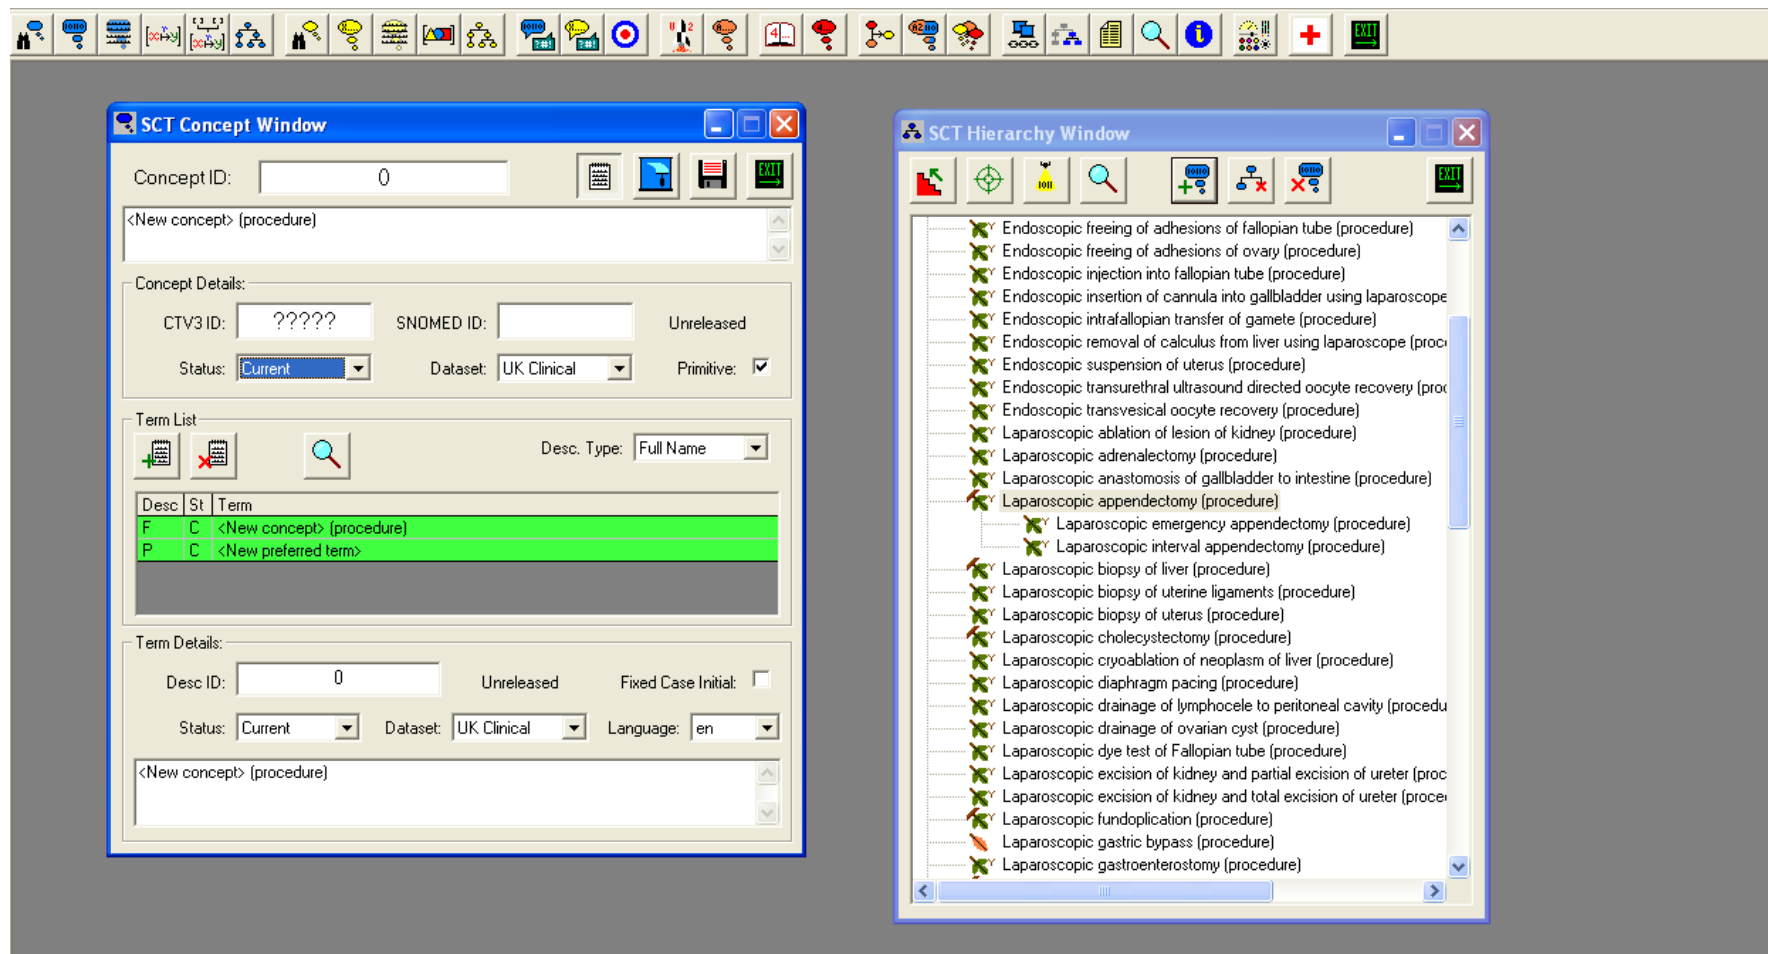 SCT Concept Window
Concept ID: 0
EXIT
<New concept> (procedure)
Concept Details:
CTV3 ID: ????? SNOMED ID: Unreleased
Status: Current Dataset: UK Clinical Primitive:
Term List
Desc. Type: Full Name
Desc St Term
F C <New concept> (procedure)
P C <New preferred term>
Term Details:
Desc ID: 0 Unreleased Fixed Case Initial:
Status: Current Dataset: UK Clinical Language: en
<New concept> (procedure)
SCT Hierarchy Window
EXIT
Endoscopic freeing of adhesions of fallopian tube (procedure)
Endoscopic freeing of adhesions of ovary (procedure)
Endoscopic injection into fallopian tube (procedure)
Endoscopic insertion of cannula into gallbladder using laparoscope
Endoscopic intrafallopian transfer of gamete (procedure)
Endoscopic removal of calculus from liver using laparoscope (proc
Endoscopic suspension of uterus (procedure)
Endoscopic transurethral ultrasound directed oocyte recovery (pro
Endoscopic transvesical oocyte recovery (procedure)
Laparoscopic ablation of lesion of kidney (procedure)
Laparoscopic adrenalectomy (procedure)
Laparoscopic anastomosis of gallbladder to intestine (procedure)
Laparoscopic appendectomy (procedure)
Laparoscopic emergency appendectomy (procedure)
Laparoscopic interval appendectomy (procedure)
Laparoscopic biopsy of liver (procedure)
Laparoscopic biopsy of uterine ligaments (procedure)
Laparoscopic biopsy of uterus (procedure)
Laparoscopic cholecystectomy (procedure)
Laparoscopic cryoablation of neoplasm of liver (procedure)
Laparoscopic diaphragm pacing (procedure)
Laparoscopic drainage of lymphocele to peritoneal cavity (procedu
Laparoscopic drainage of ovarian cyst (procedure)
Laparoscopic dye test of Fallopian tube (procedure)
Laparoscopic excision of kidney and partial excision of ureter (proc
Laparoscopic excision of kidney and total excision of ureter (proce
Laparoscopic fundoplication (procedure)
Laparoscopic gastric bypass (procedure)
Laparoscopic gastroenterostomy (procedure)